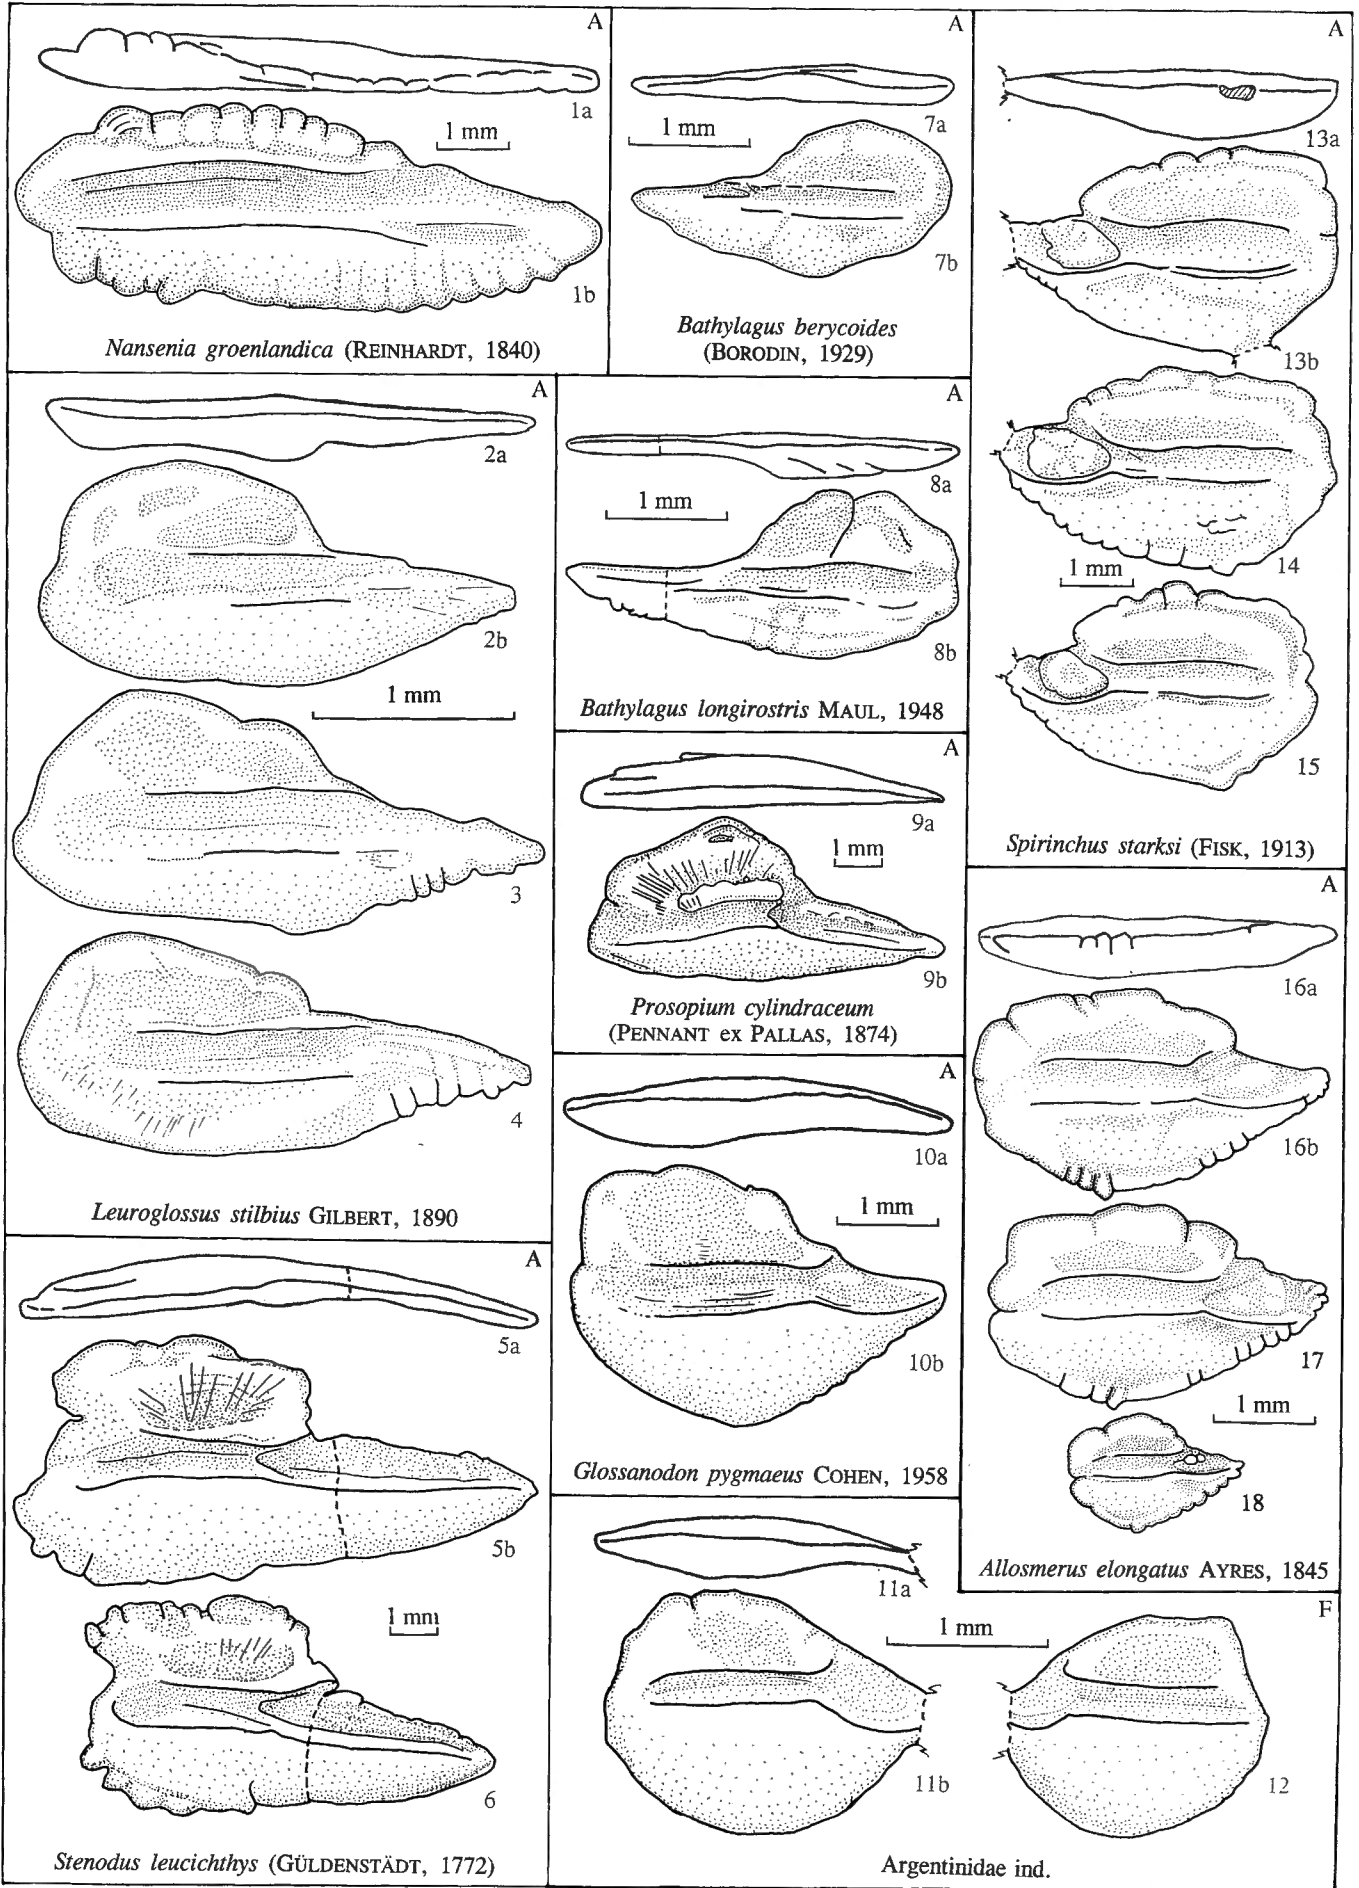 A
1a
1 mm
1b
Nansenia groenlandica (REINHARDT, 1840)
A
7a
1 mm
7b
Bathylagus berycoides
(BORODIN, 1929)
A
13a
13b
14
1 mm
15
Spirinchus starksi (FISK, 1913)
A
2a
2b
1 mm
3
4
Leuroglossus stilbius GILBERT, 1890
A
8a
1 mm
8b
Bathylagus longirostris MAUL, 1948
A
9a
1 mm
9b
Prosopium cylindraceum
(PENNANT ex PALLAS, 1874)
A
16a
16b
17
1 mm
18
Allosmerus elongatus AYRES, 1845
A
10a
1 mm
10b
Glossanodon pygmaeus COHEN, 1958
A
5a
5b
1 mm
6
Stenodus leucichthys (GÜLDENSTÄDT, 1772)
F
11a
1 mm
11b
12
Argentinidae ind.